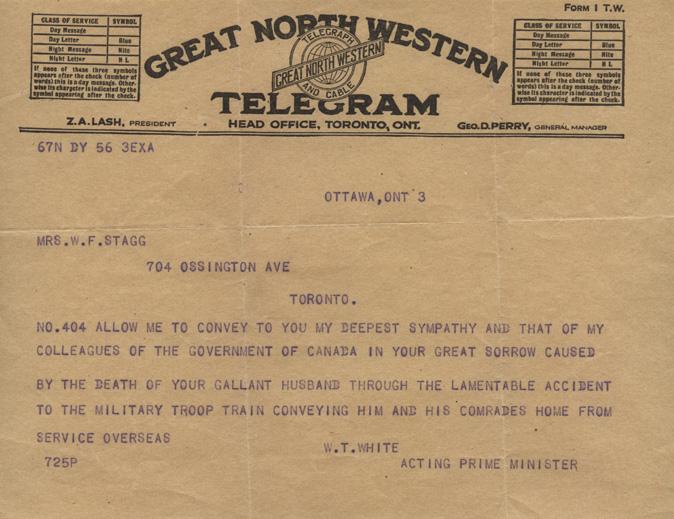 FORM 1 T.W.
CLASS OF SERVICE SYMBOL
Day Message
Day Letter Blue
Night Message Nite
Night Letter N L
If none of these three symbols
appears after the check (number of
words) this is a day message. Other-
wise its character is indicated by the
symbol appearing after the check.
GREAT NORTH WESTERN
TELEGRAPH
GREAT NORTH WESTERN
AND CABLE
TELEGRAM
CLASS OF SERVICE SYMBOL
Day Message
Day Letter Blue
Night Message Nite
Night Letter N L
If none of these three symbols
appears after the check (number of
words) this is a day message. Other-
wise its character is indicated by the
symbol appearing after the check.
Z.A. LASH, PRESIDENT HEAD OFFICE, TORONTO, ONT. GEO. D. PERRY, GENERAL MANAGER
67N DY 56 3EXA
OTTAWA,ONT 3
MRS.W.F.STAGG
704 OSSINGTON AVE
TORONTO.
NO.404 ALLOW ME TO CONVEY TO YOU MY DEEPEST SYMPATHY AND THAT OF MY
COLLEAGUES OF THE GOVERNMENT OF CANADA IN YOUR GREAT SORROW CAUSED
BY THE DEATH OF YOUR GALLANT HUSBAND THROUGH THE LAMENTABLE ACCIDENT
TO THE MILITARY TROOP TRAIN CONVEYING HIM AND HIS COMRADES HOME FROM
SERVICE OVERSEAS
W.T.WHITE
725P ACTING PRIME MINISTER